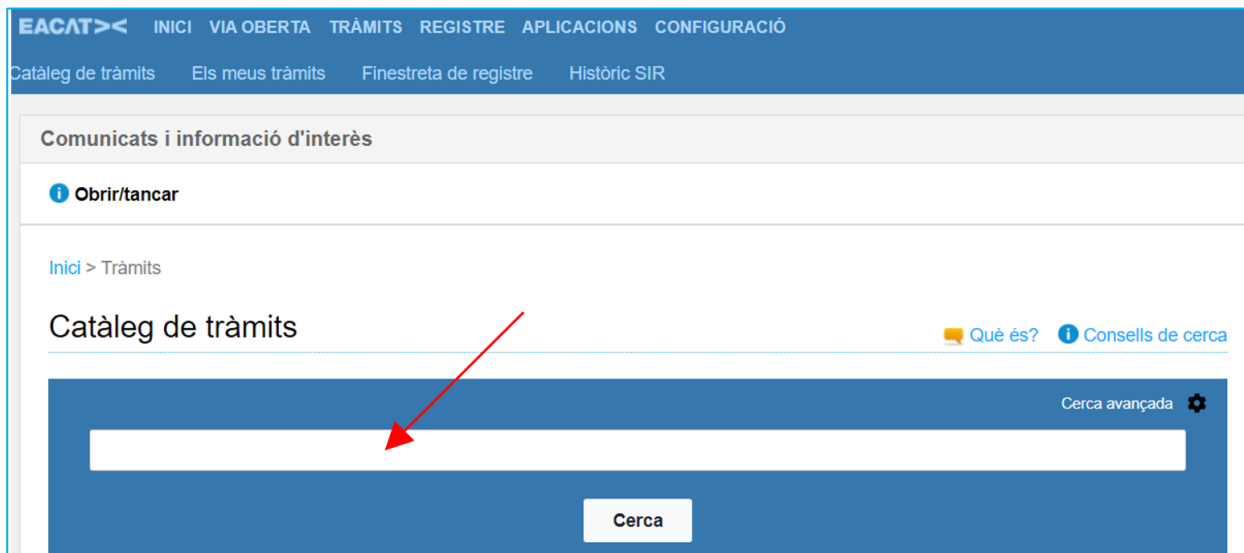 EACAT INICI VIA OBERTA TRÀMITS REGISTRE APLICACIONS CONFIGURACIÓ
Catàleg de tràmits Els meus tràmits Finestreta de registre Històric SIR
Comunicats i informació d'interès
Obrir/tancar
Inici > Tràmits
Catàleg de tràmits
Què és? Consells de cerca
Cerca avançada
Cerca